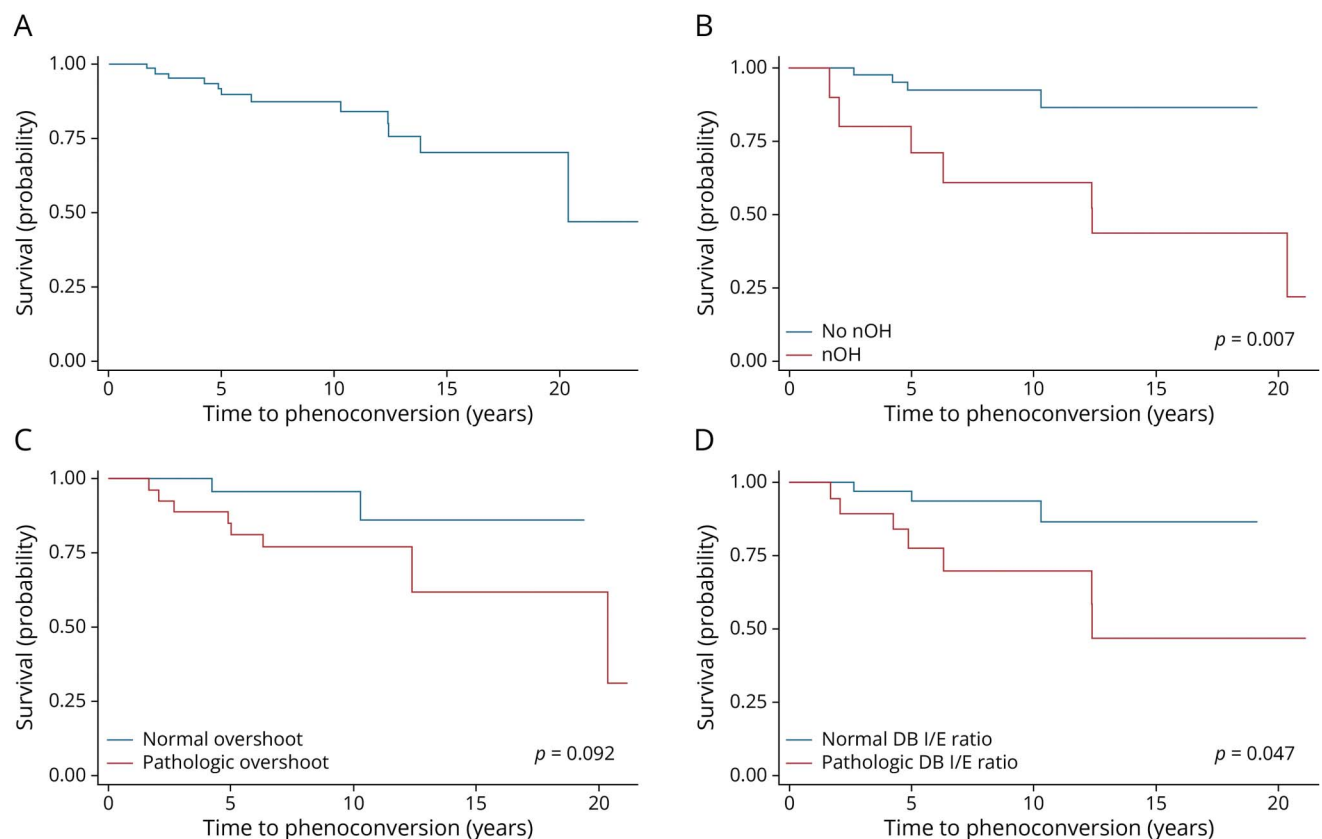 A
Survival (probability)
1.00
0.75
0.50
0.25
0.00
0 5 10 15 20
Time to phenoconversion (years)
B
Survival (probability)
1.00
0.75
0.50
0.25
0.00
No nOH
nOH
p = 0.007
0 5 10 15 20
Time to phenoconversion (years)
C
Survival (probability)
1.00
0.75
0.50
0.25
0.00
Normal overshoot
Pathologic overshoot
p = 0.092
0 5 10 15 20
Time to phenoconversion (years)
D
Survival (probability)
1.00
0.75
0.50
0.25
0.00
Normal DB I/E ratio
Pathologic DB I/E ratio
p = 0.047
0 5 10 15 20
Time to phenoconversion (years)